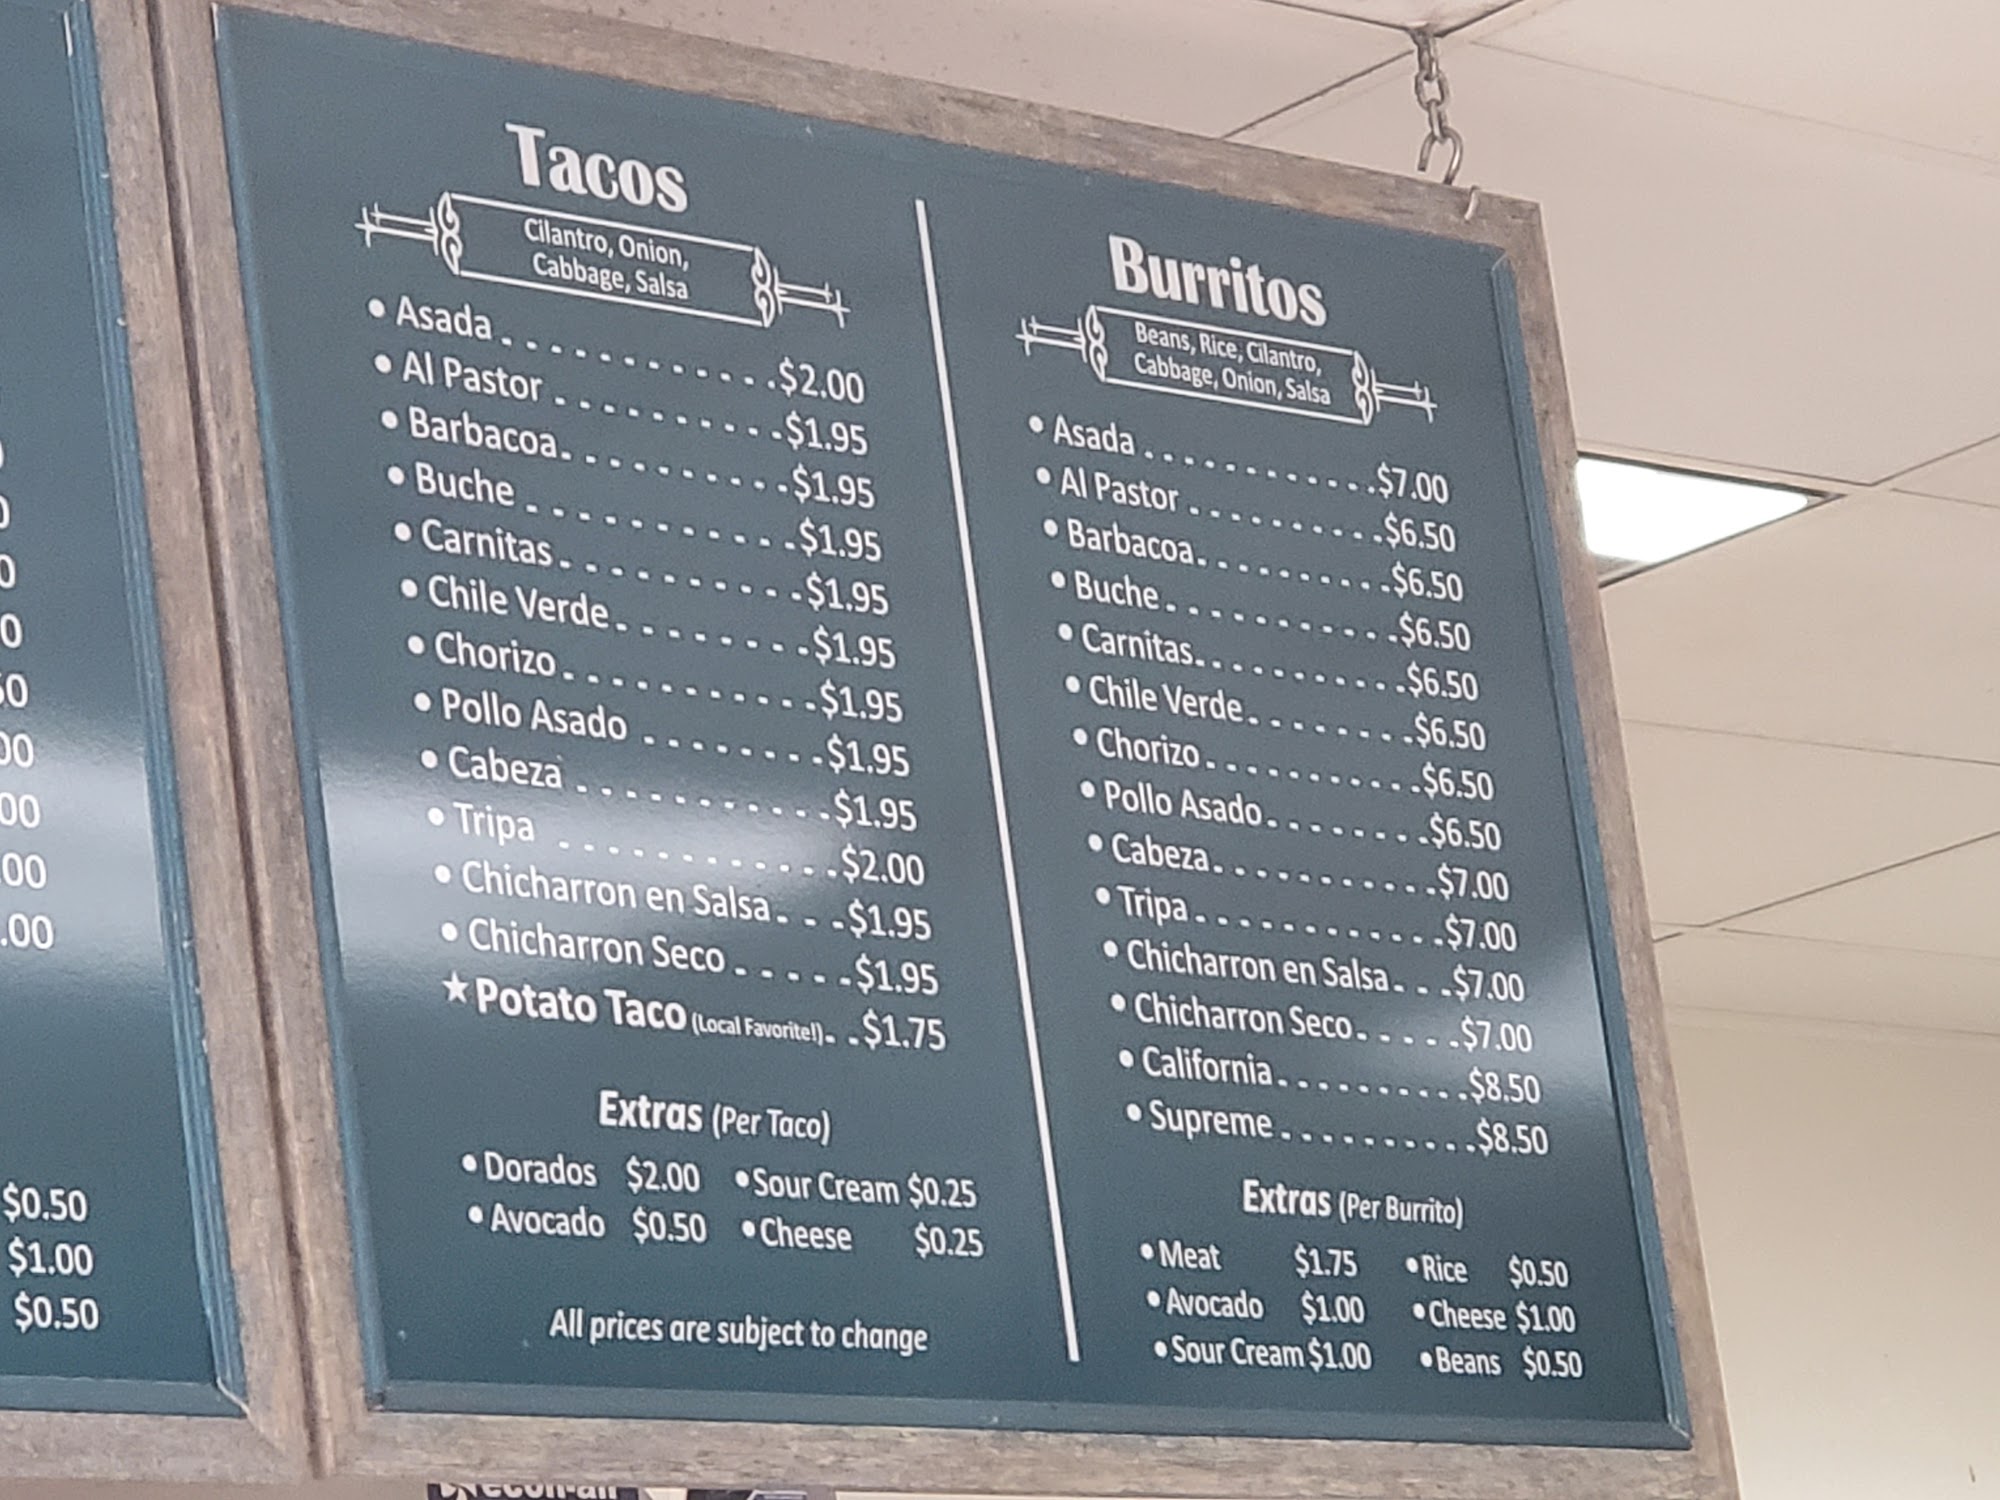 $0.50
$1.00
$0.50
Tacos
Cilantro, Onion,
Cabbage, Salsa
• Asada . . . . . . . . . . . . $2.00
• Al Pastor . . . . . . . . . . $1.95
• Barbacoa. . . . . . . . . . $1.95
• Buche . . . . . . . . . . . . $1.95
• Carnitas. . . . . . . . . . . $1.95
• Chile Verde. . . . . . . . $1.95
• Chorizo. . . . . . . . . . . $1.95
• Pollo Asado . . . . . . . . $1.95
• Cabeza . . . . . . . . . . . $1.95
• Tripa . . . . . . . . . . . . $2.00
• Chicharron en Salsa. . . $1.95
• Chicharron Seco . . . . . $1.95
★ Potato Taco (Local Favorite!). . $1.75
Extras (Per Taco)
• Dorados $2.00 • Sour Cream $0.25
• Avocado $0.50 • Cheese $0.25
All prices are subject to change
Burritos
Beans, Rice, Cilantro,
Cabbage, Onion, Salsa
• Asada . . . . . . . . . . . . $7.00
• Al Pastor . . . . . . . . . . $6.50
• Barbacoa. . . . . . . . . . $6.50
• Buche. . . . . . . . . . . . $6.50
• Carnitas. . . . . . . . . . . $6.50
• Chile Verde. . . . . . . . $6.50
• Chorizo. . . . . . . . . . . $6.50
• Pollo Asado. . . . . . . . $6.50
• Cabeza. . . . . . . . . . . $7.00
• Tripa. . . . . . . . . . . . $7.00
• Chicharron en Salsa. . . $7.00
• Chicharron Seco. . . . . $7.00
• California. . . . . . . . . . $8.50
• Supreme. . . . . . . . . . $8.50
Extras (Per Burrito)
• Meat $1.75 • Rice $0.50
• Avocado $1.00 • Cheese $1.00
• Sour Cream $1.00 • Beans $0.50